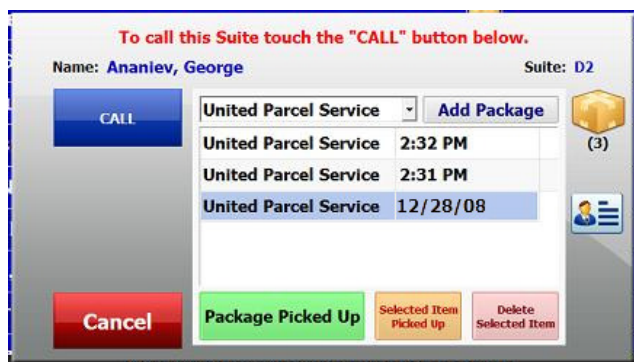 To call this Suite touch the "CALL" button below.
Name: Ananiev, George Suite: D2
CALL
United Parcel Service Add Package
(3)
United Parcel Service 2:32 PM
United Parcel Service 2:31 PM
United Parcel Service 12/28/08
Cancel
Package Picked Up
Selected Item
Picked Up
Delete
Selected Item